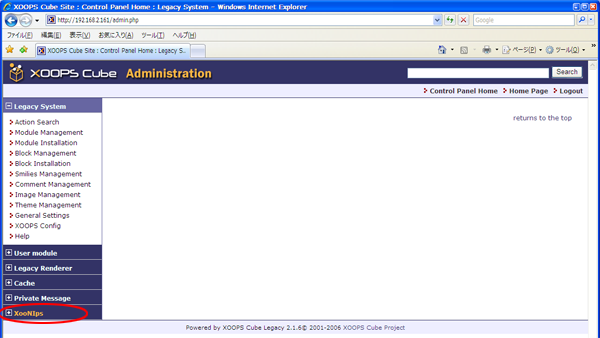 XOOPS Cube Site : Control Panel Home : Legacy System - Windows Internet Explorer
http://192.168.2.161/admin.php
Google
ファイル(F) 編集(E) 表示(V) お気に入り(A) ツール(T) ヘルプ(H)
XOOPS Cube Site : Control Panel Home : Legacy S...
ページ(P) ツール(O)
XOOPS Cube Administration
Search
Control Panel Home Home Page Logout
Legacy System
returns to the top
Action Search
Module Management
Module Installation
Block Management
Block Installation
Smilies Management
Comment Management
Image Management
Theme Management
General Settings
XOOPS Config
Help
User module
Legacy Renderer
Cache
Private Message
XooNIps
Powered by XOOPS Cube Legacy 2.1.6© 2001-2006 XOOPS Cube Project